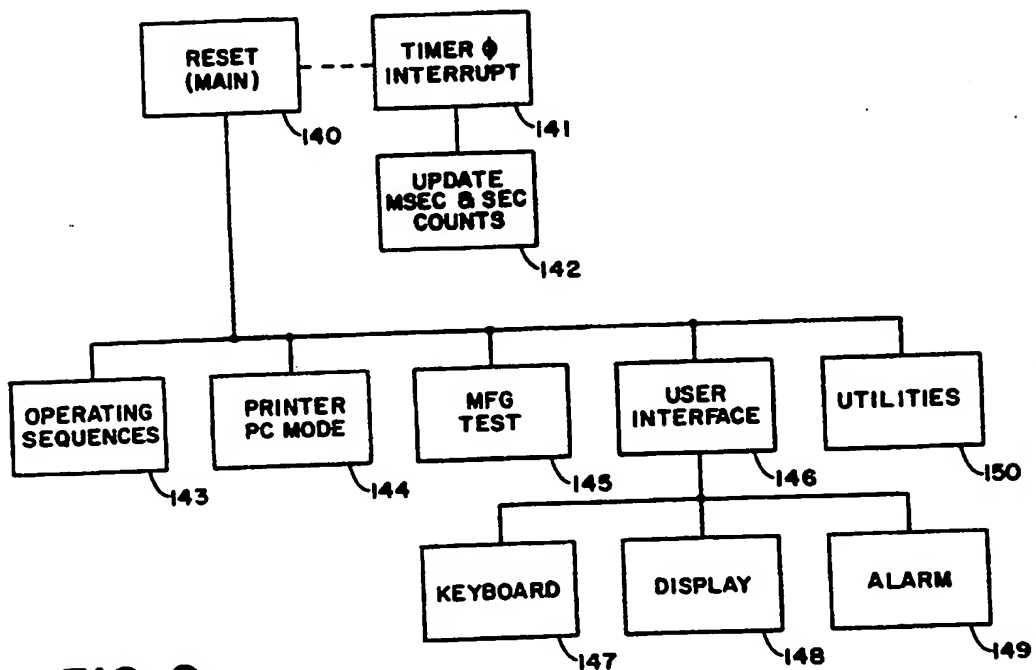 RESET
(MAIN)
140
TIMER ϕ
INTERRUPT
141
UPDATE
MSEC & SEC
COUNTS
142
OPERATING
SEQUENCES
143
PRINTER
PC MODE
144
MFG
TEST
145
USER
INTERFACE
146
UTILITIES
150
KEYBOARD
147
DISPLAY
148
ALARM
149